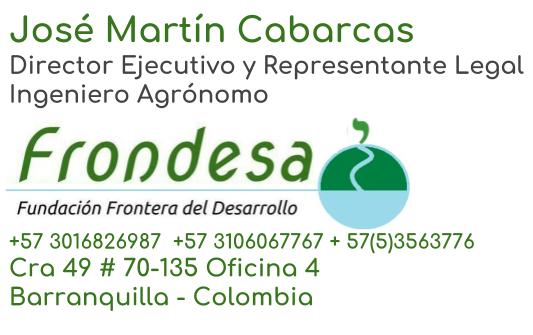 José Martín Cabarcas
Director Ejecutivo y Representante Legal
Ingeniero Agrónomo
Frondesa
Fundación Frontera del Desarrollo
+57 3016826987 +57 3106067767 + 57(5)3563776
Cra 49 # 70-135 Oficina 4
Barranquilla - Colombia